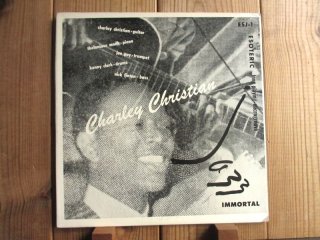 charley christian-guitar
thelonious monk-piano
joe guy-trumpet
kenny clark-drums
nick fenton-bass
ESJ-1
ESOTERIC
Charley Christian
IMMORTAL